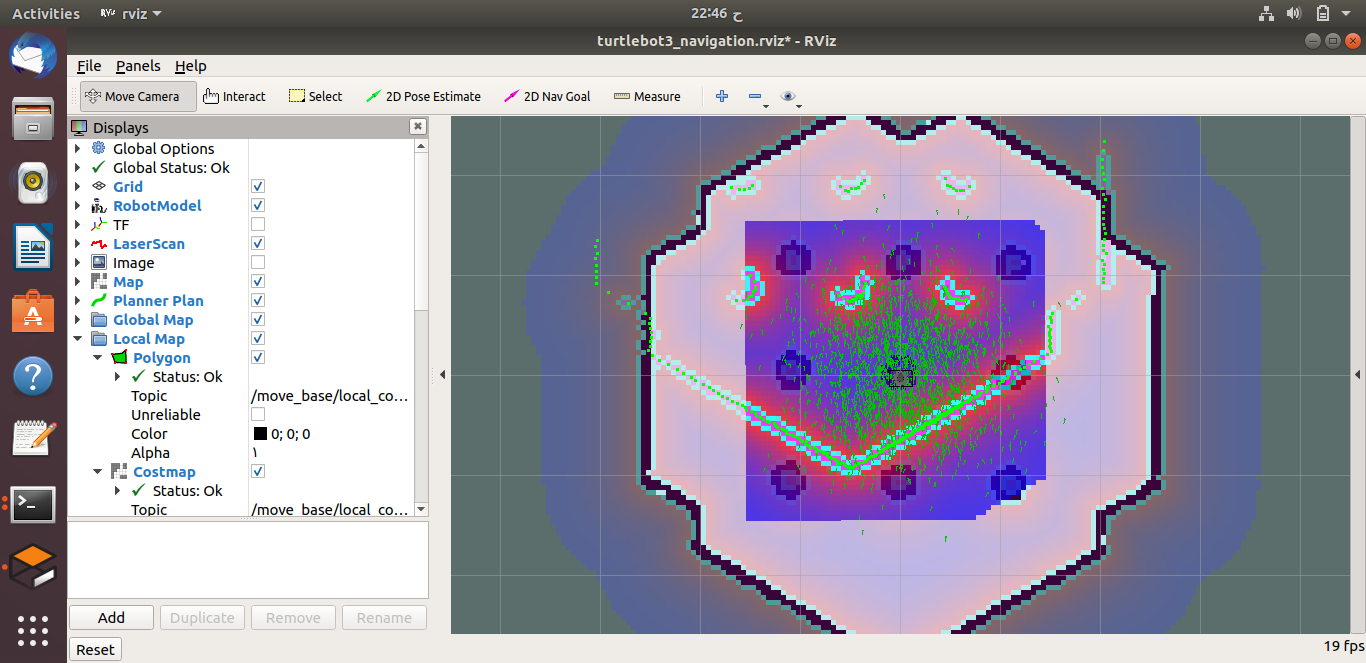 Activities
RViz rviz
22:46 ح
turtlebot3_navigation.rviz* - RViz
File Panels Help
Move Camera Interact Select 2D Pose Estimate 2D Nav Goal Measure
Displays
Global Options
Global Status: Ok
Grid
RobotModel
TF
LaserScan
Image
Map
Planner Plan
Global Map
Local Map
Polygon
Status: Ok
Topic /move_base/local_co...
Unreliable
Color 0; 0; 0
Alpha ١
Costmap
Status: Ok
Topic /move_base/local_co...
Add Duplicate Remove Rename
Reset
19 fps